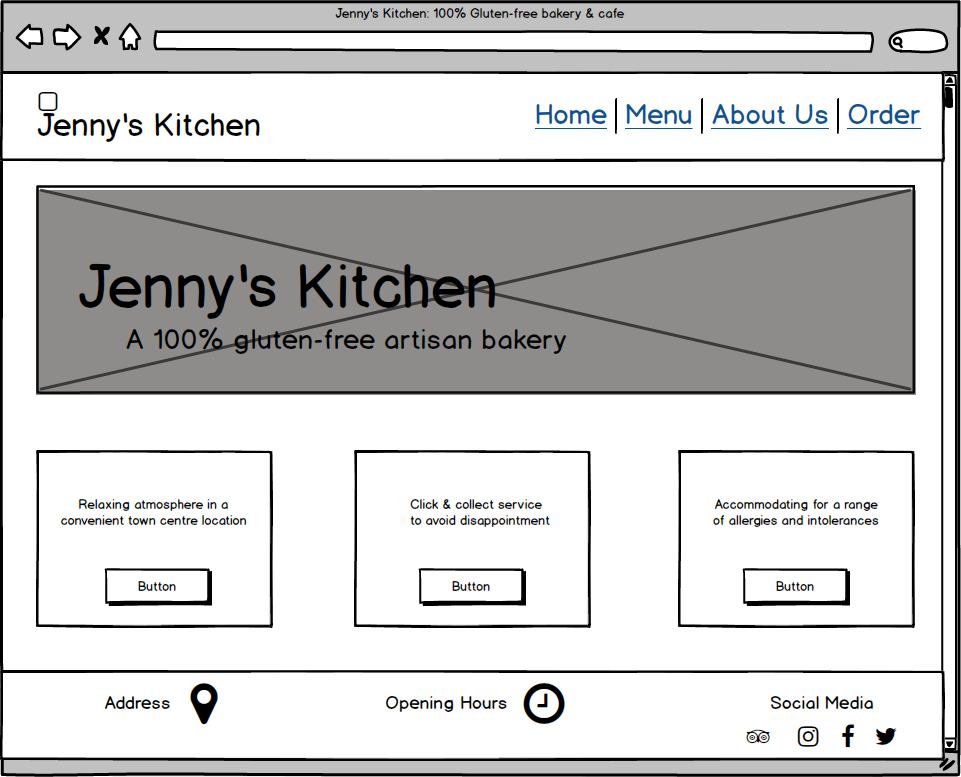 Jenny's Kitchen: 100% Gluten-free bakery & cafe
Jenny's Kitchen
Home Menu About Us Order
Jenny's Kitchen
A 100% gluten-free artisan bakery
Relaxing atmosphere in a
convenient town centre location
Button
Click & collect service
to avoid disappointment
Button
Accommodating for a range
of allergies and intolerances
Button
Address
Opening Hours
Social Media